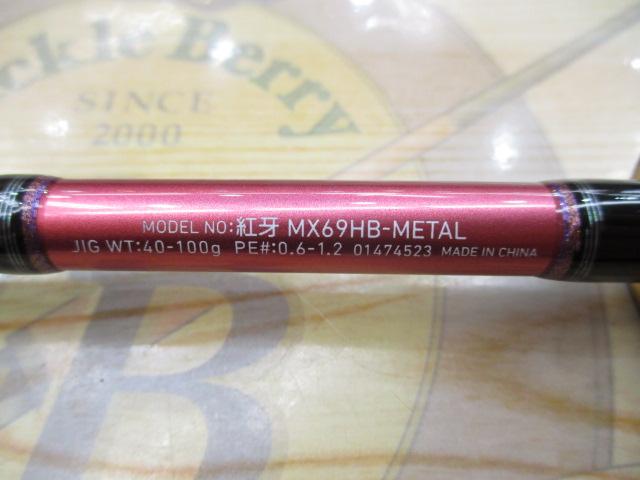 ckle Berry
SINCE
2000
MODEL NO:紅牙 MX69HB-METAL
JIG WT:40-100g PE#:0.6-1.2 01474523 MADE IN CHINA
B